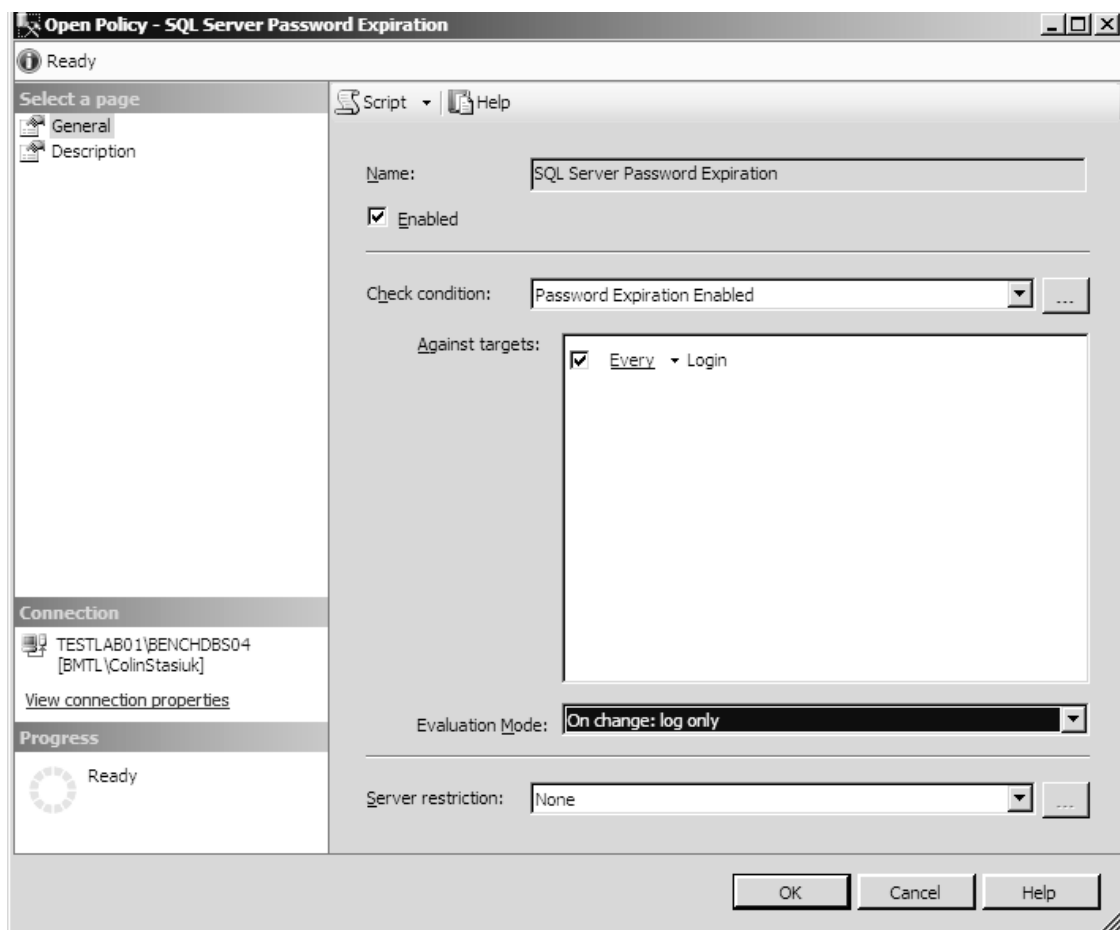 Open Policy - SQL Server Password Expiration
Ready
Select a page
General
Description
Script
Help
Name:
SQL Server Password Expiration
Enabled
Check condition:
Password Expiration Enabled
...
Against targets:
Every Login
Evaluation Mode:
On change: log only
Server restriction:
None
...
Connection
TESTLAB01\BENCHDBS04
[BMTL\ColinStasiuk]
View connection properties
Progress
Ready
OK
Cancel
Help